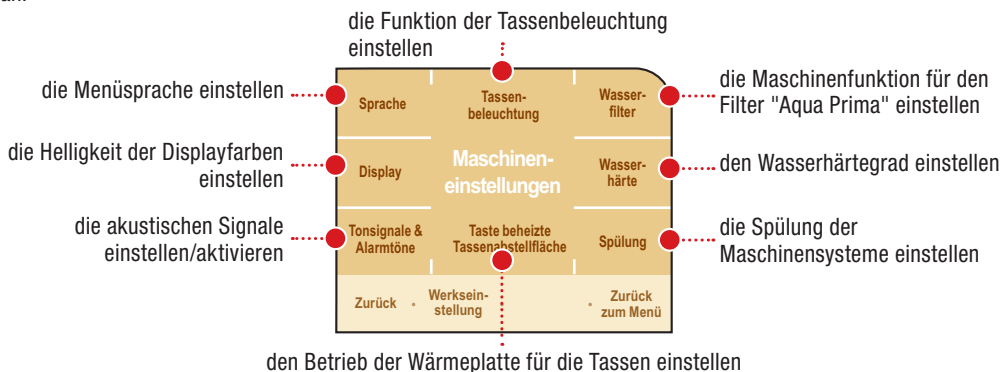 die Funktion der Tassenbeleuchtung
einstellen
die Menüsprache einstellen
Sprache
Tassen-
beleuchtung
Wasser-
filter
die Maschinenfunktion für den
Filter "Aqua Prima" einstellen
die Helligkeit der Displayfarben
einstellen
Display
Maschinen-
einstellungen
Wasser-
härte
den Wasserhärtegrad einstellen
die akustischen Signale
einstellen/aktivieren
Tonsignale &
Alarmtöne
Taste beheizte
Tassenabstellfläche
Spülung
die Spülung der
Maschinensysteme einstellen
Zurück
Werksein-
stellung
Zurück
zum Menü
den Betrieb der Wärmeplatte für die Tassen einstellen